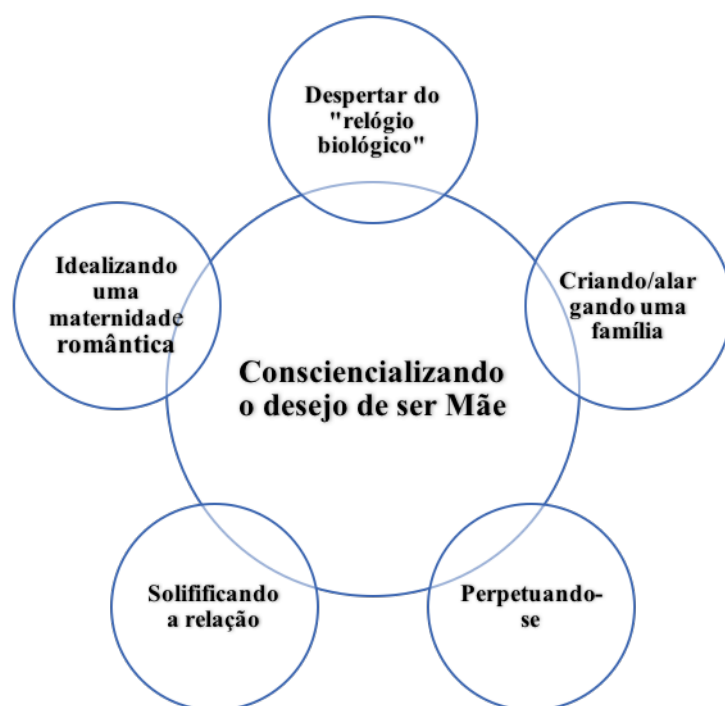 Despertar do
"relógio
biológico"
Idealizando
uma
maternidade
romântica
Criando/alar
gando uma
família
Consciencializando
o desejo de ser Mãe
Solifificando
a relação
Perpetuando-
se